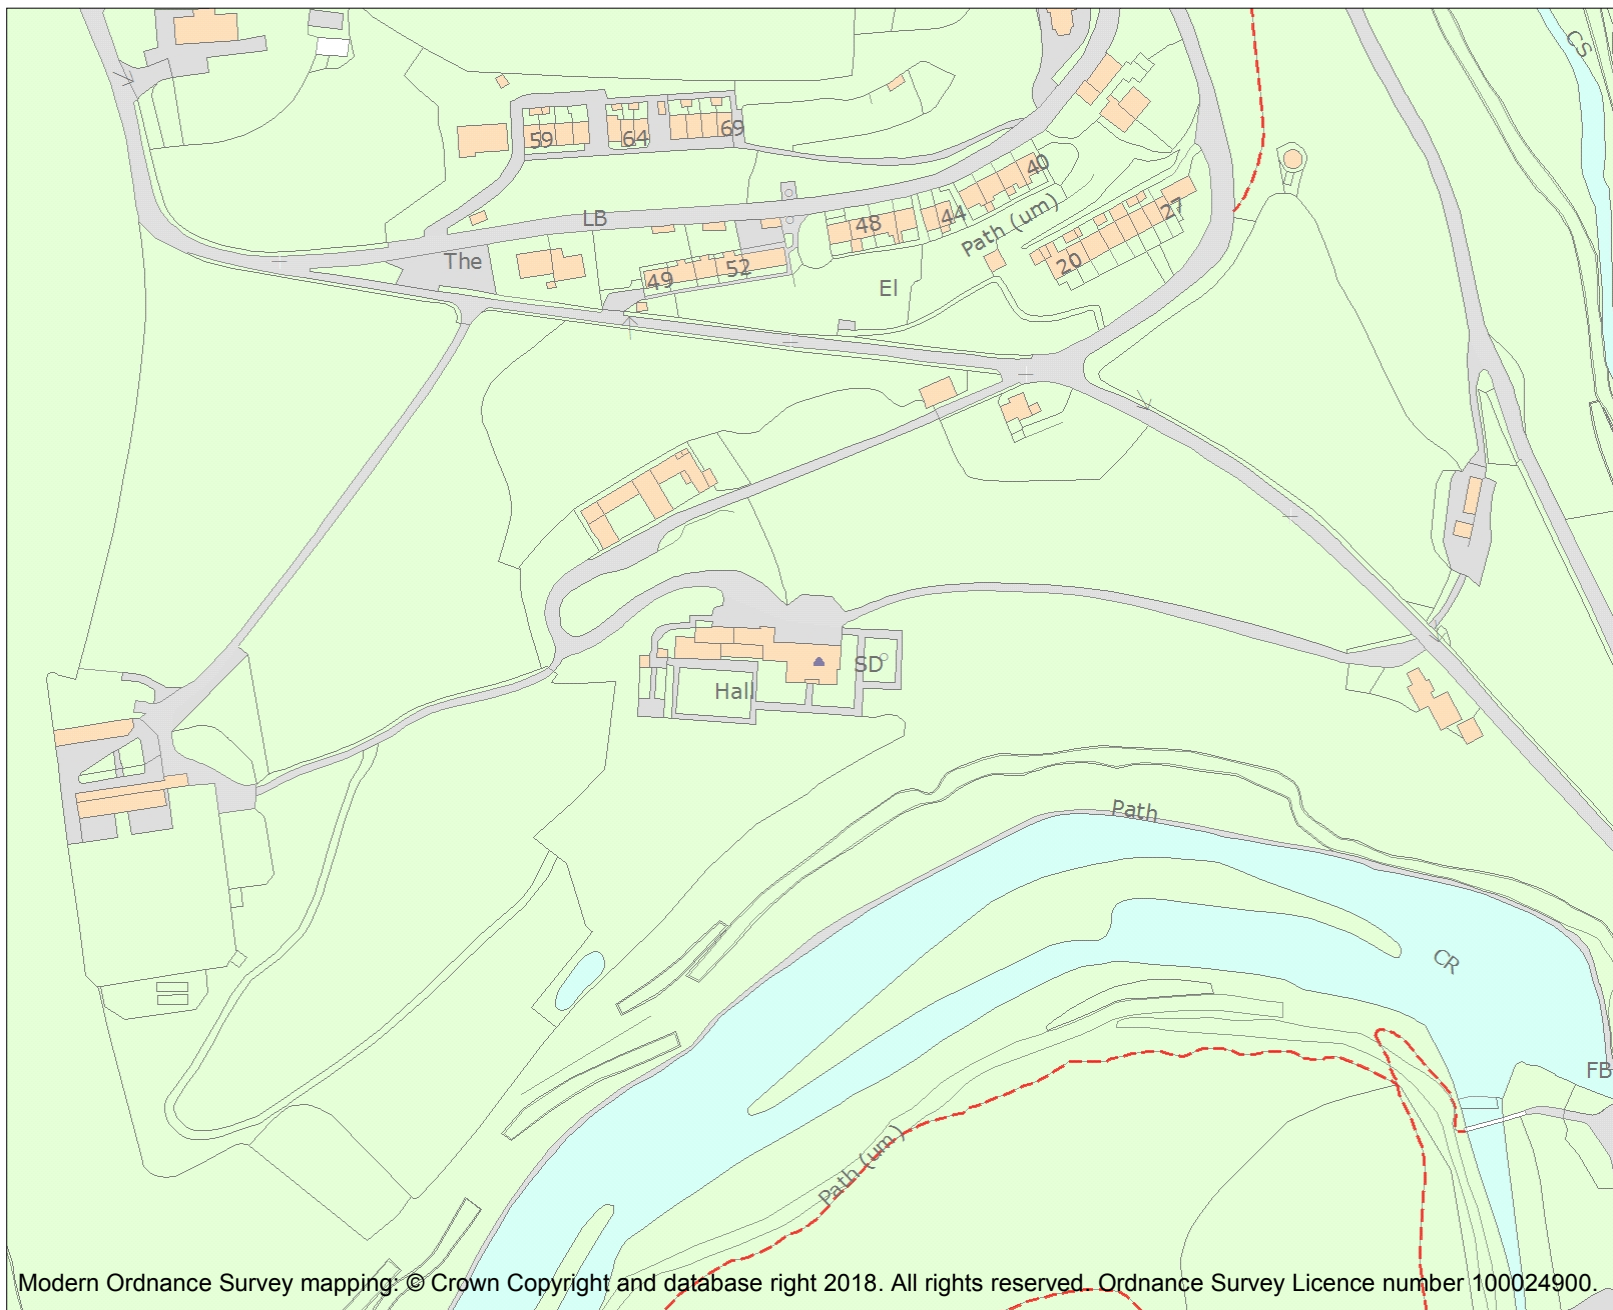 CS
59
64
69
40
LB
48
44
Path (um)
27
The
49
52
20
El
SD
Hall
Path
CR
FB
Path (um)
Modern Ordnance Survey mapping: © Crown Copyright and database right 2018. All rights reserved. Ordnance Survey Licence number 100024900.